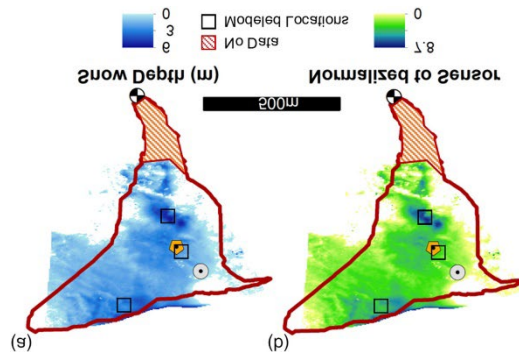 0
3
6
Modeled Locations
No Data
0
7.8
Snow Depth (m)
Normalized to Sensor
500m
(a)
(b)